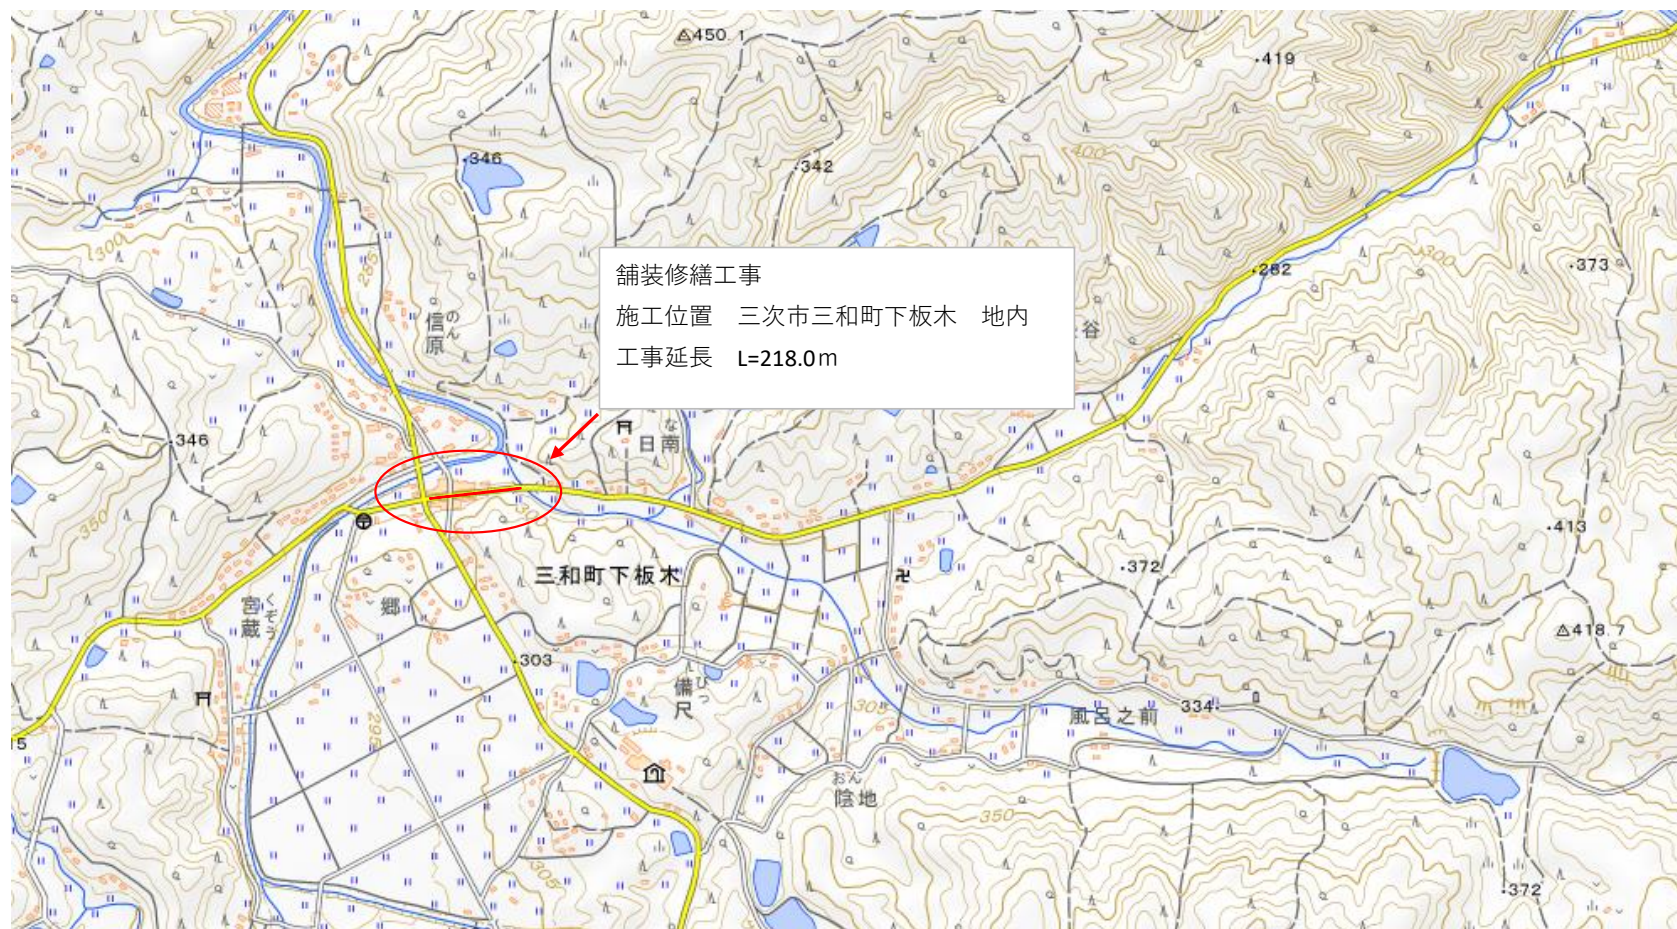 450.1
419
346
342
400
300
舗装修繕工事
施工位置　三次市三和町下板木　地内
工事延長　L=218.0ｍ
282
300
373
285
信原
のん
谷
346
日南
な
350
413
三和町下板木
372
宮蔵
くぞう
郷
303
418.7
備尺
びつ
295
334
風呂之前
15
おん
陰地
350
305
372